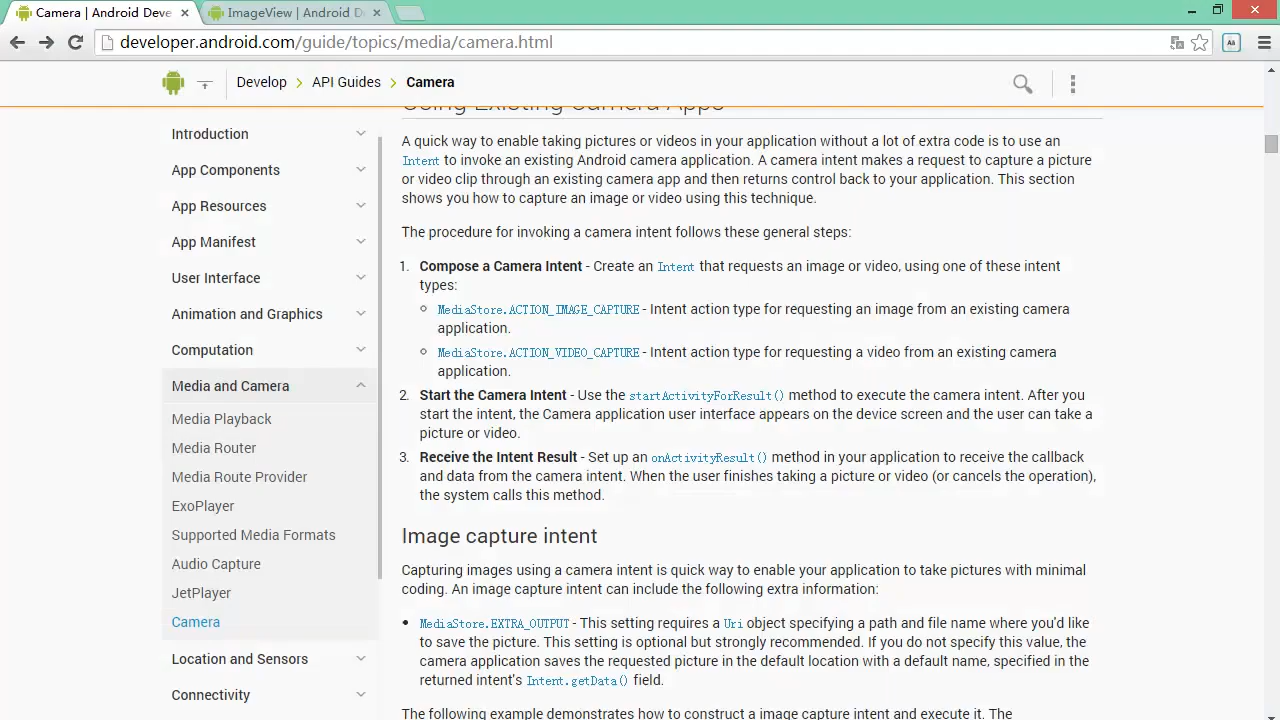 Camera | Android Deve
ImageView | Android D
developer.android.com/guide/topics/media/camera.html
Develop > API Guides > Camera
Introduction
App Components
App Resources
App Manifest
User Interface
Animation and Graphics
Computation
Media and Camera
Media Playback
Media Router
Media Route Provider
ExoPlayer
Supported Media Formats
Audio Capture
JetPlayer
Camera
Location and Sensors
Connectivity
Using Existing Camera Apps
A quick way to enable taking pictures or videos in your application without a lot of extra code is to use an
Intent to invoke an existing Android camera application. A camera intent makes a request to capture a picture
or video clip through an existing camera app and then returns control back to your application. This section
shows you how to capture an image or video using this technique.
The procedure for invoking a camera intent follows these general steps:
1. Compose a Camera Intent - Create an Intent that requests an image or video, using one of these intent
types:
○ MediaStore.ACTION_IMAGE_CAPTURE - Intent action type for requesting an image from an existing camera
application.
○ MediaStore.ACTION_VIDEO_CAPTURE - Intent action type for requesting a video from an existing camera
application.
2. Start the Camera Intent - Use the startActivityForResult() method to execute the camera intent. After you
start the intent, the Camera application user interface appears on the device screen and the user can take a
picture or video.
3. Receive the Intent Result - Set up an onActivityResult() method in your application to receive the callback
and data from the camera intent. When the user finishes taking a picture or video (or cancels the operation),
the system calls this method.
Image capture intent
Capturing images using a camera intent is quick way to enable your application to take pictures with minimal
coding. An image capture intent can include the following extra information:
• MediaStore.EXTRA_OUTPUT - This setting requires a Uri object specifying a path and file name where you'd like
to save the picture. This setting is optional but strongly recommended. If you do not specify this value, the
camera application saves the requested picture in the default location with a default name, specified in the
returned intent's Intent.getData() field.
The following example demonstrates how to construct a image capture intent and execute it. The